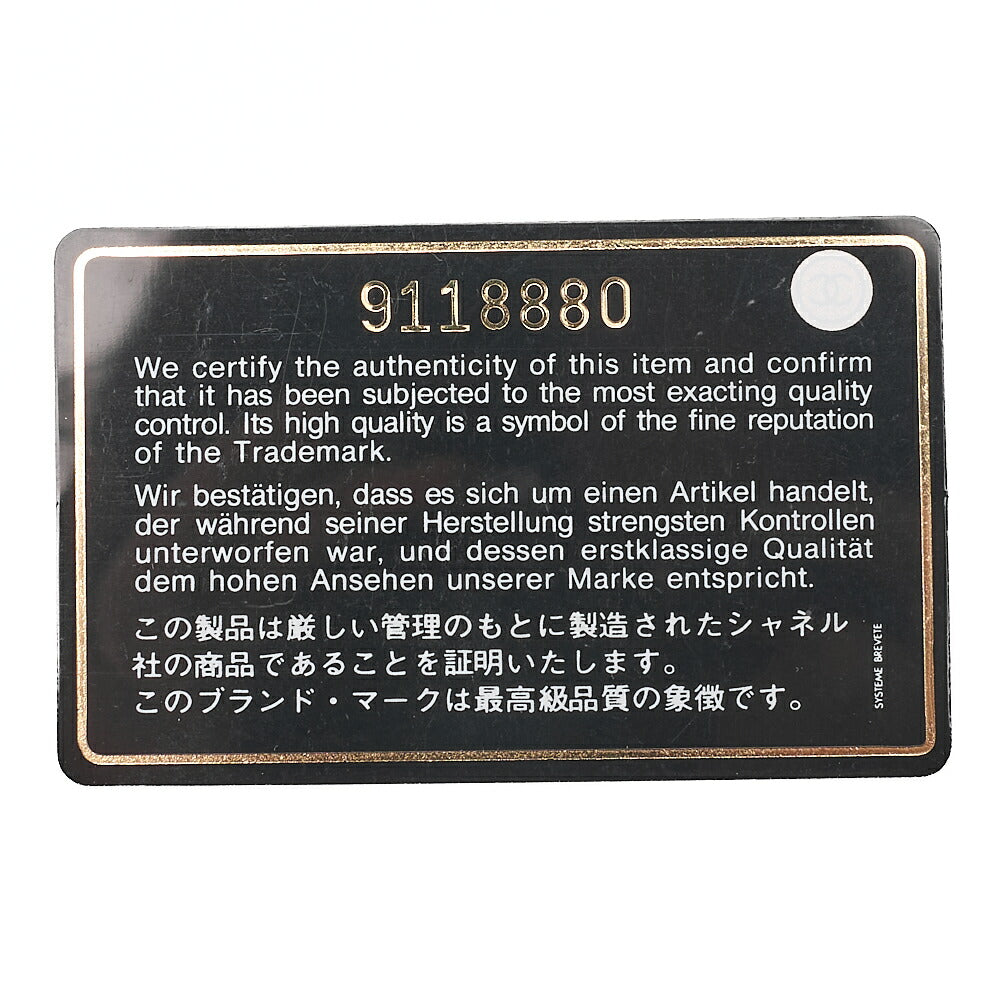 9118880
We certify the authenticity of this item and confirm
that it has been subjected to the most exacting quality
control. Its high quality is a symbol of the fine reputation
of the Trademark.
Wir bestätigen, dass es sich um einen Artikel handelt,
der während seiner Herstellung strengsten Kontrollen
unterworfen war, und dessen erstklassige Qualität
dem hohen Ansehen unserer Marke entspricht.
この製品は厳しい管理のもとに製造されたシャネル
社の商品であることを証明いたします。
このブランド・マークは最高級品質の象徴です。
SYSTEME BREVETE